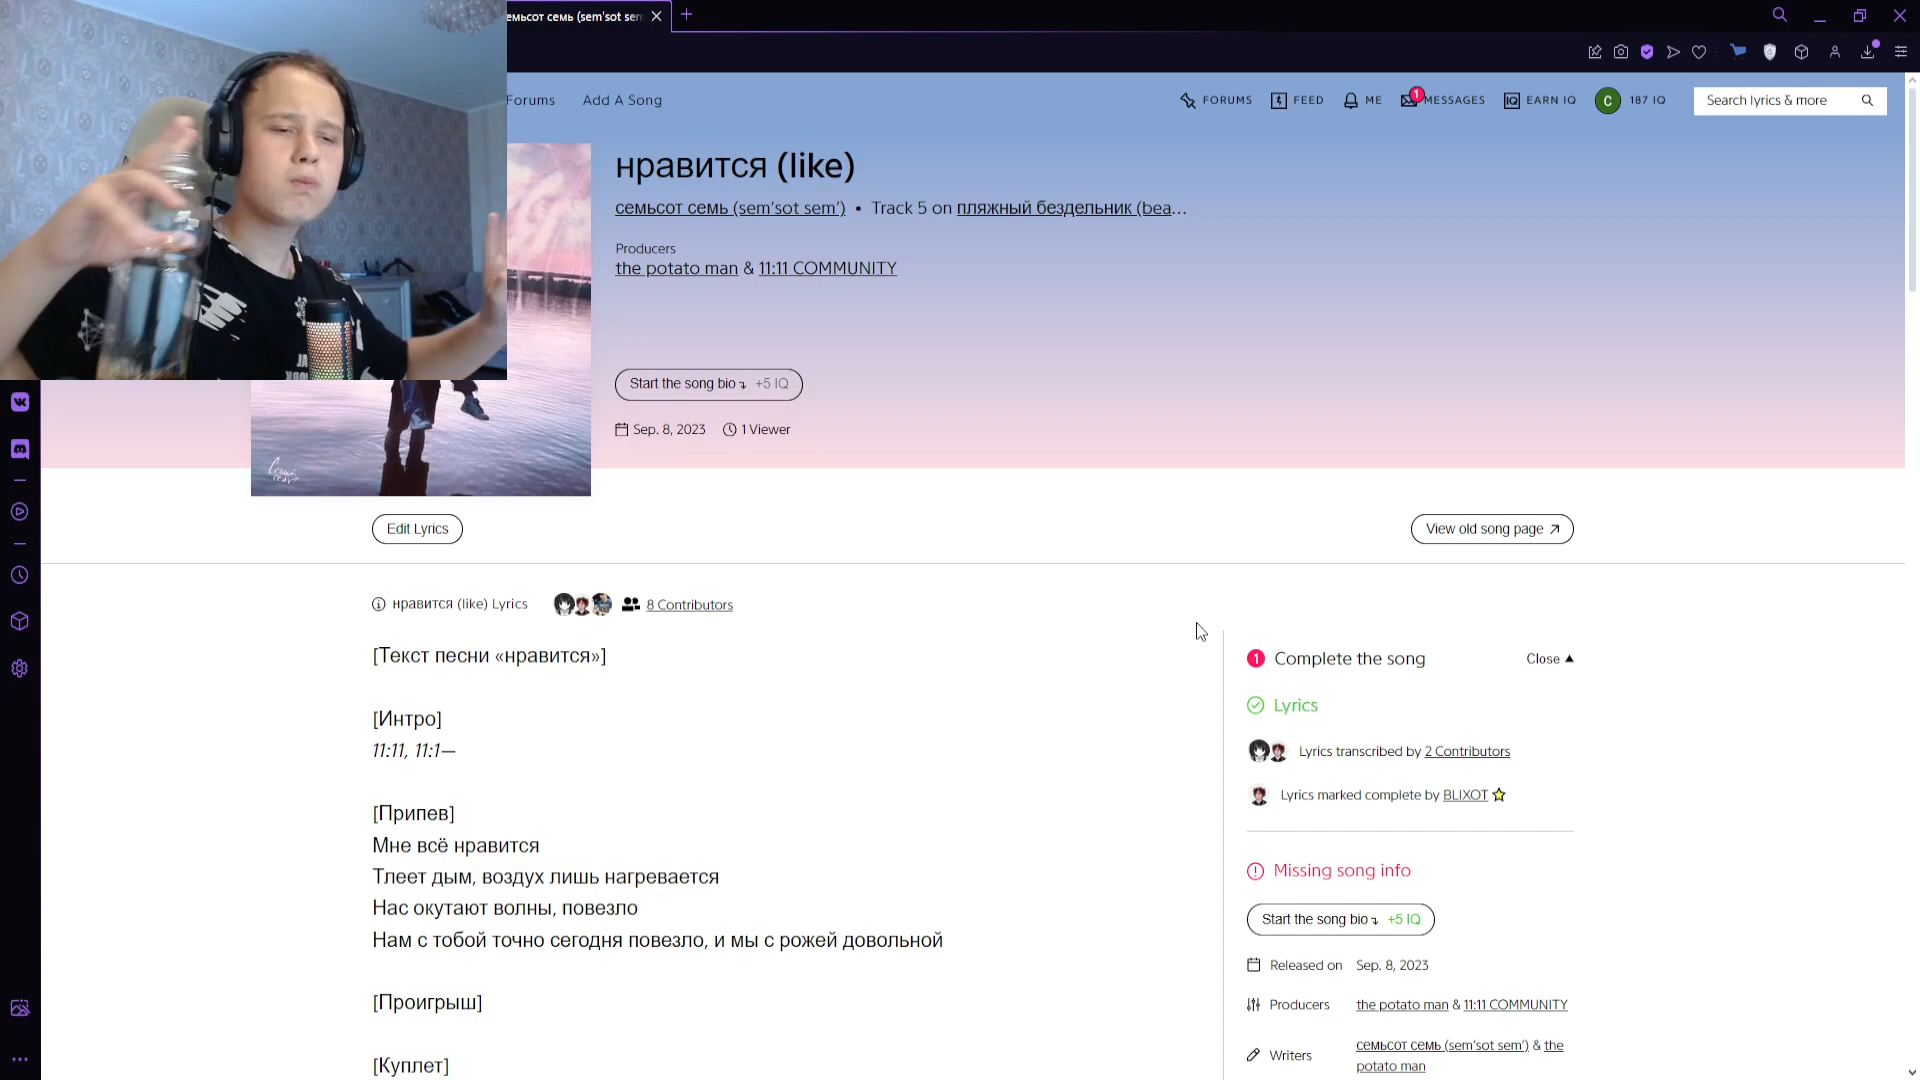 семьсот семь (sem'sot sem
Forums Add A Song FORUMS FEED ME 1 MESSAGES EARN IQ C 187 IQ Search lyrics & more
нравится (like)
семьсот семь (sem'sot sem') • Track 5 on пляжный бездельник (bea...
Producers
the potato man & 11:11 COMMUNITY
Start the song bio +5 IQ
Sep. 8, 2023 1 Viewer
Edit Lyrics View old song page
нравится (like) Lyrics 8 Contributors
[Текст песни «нравится»]
[Интро]
11:11, 11:1—
[Припев]
Мне всё нравится
Тлеет дым, воздух лишь нагревается
Нас окутают волны, повезло
Нам с тобой точно сегодня повезло, и мы с рожей довольной
[Проигрыш]
[Куплет]
1 Complete the song Close
Lyrics
Lyrics transcribed by 2 Contributors
Lyrics marked complete by BLIXOT
Missing song info
Start the song bio +5 IQ
Released on Sep. 8, 2023
Producers the potato man & 11:11 COMMUNITY
Writers семьсот семь (sem'sot sem') & the
potato man